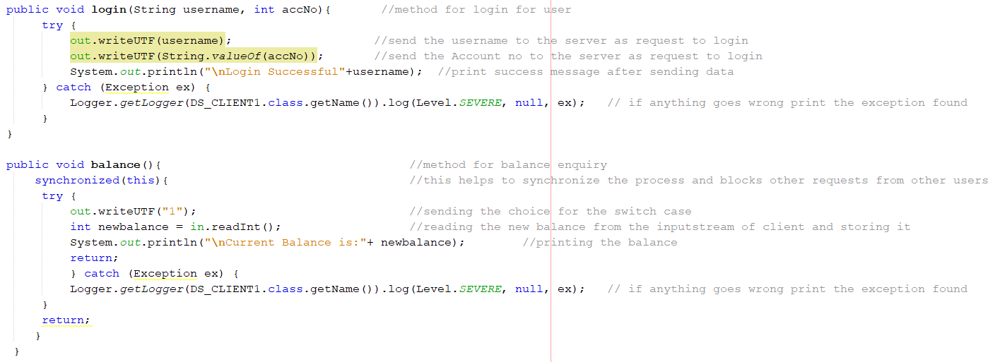 public void login(String username, int accNo){ //method for login for user
try {
out.writeUTF(username); //send the username to the server as request to login
out.writeUTF(String.valueOf(accNo)); //send the Account no to the server as request to login
System.out.println("\nLogin Successful"+username); //print success message after sending data
} catch (Exception ex) {
Logger.getLogger(DS_CLIENT1.class.getName()).log(Level.SEVERE, null, ex); // if anything goes wrong print the exception found
}
}
public void balance(){ //method for balance enquiry
synchronized(this){ //this helps to synchronize the process and blocks other requests from other users
try {
out.writeUTF("1"); //sending the choice for the switch case
int newbalance = in.readInt(); //reading the new balance from the inputstream of client and storing it
System.out.println("\nCurrent Balance is:"+ newbalance); //printing the balance
return;
} catch (Exception ex) {
Logger.getLogger(DS_CLIENT1.class.getName()).log(Level.SEVERE, null, ex); // if anything goes wrong print the exception found
}
return;
}
}